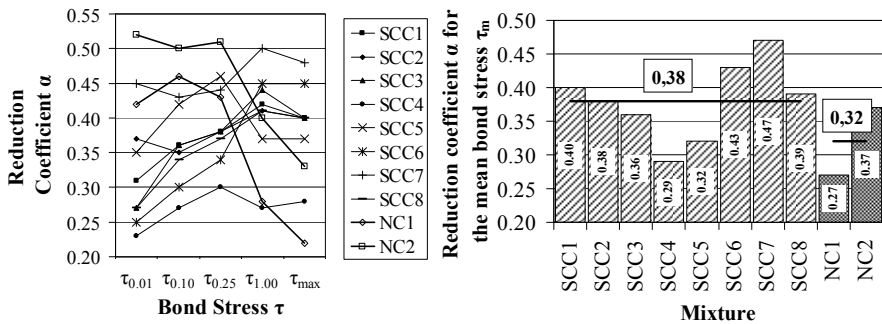 Reduction
Coefficient α
0.55
0.50
0.45
0.40
0.35
0.30
0.25
0.20
τ0.01 τ0.10 τ0.25 τ1.00 τmax
Bond Stress τ
SCC1
SCC2
SCC3
SCC4
SCC5
SCC6
SCC7
SCC8
NC1
NC2
Reduction coefficient α for
the mean bond stress τm
0.50
0.45
0.40
0.35
0.30
0.25
0.20
0,38
0,32
0.40
0.38
0.36
0.29
0.32
0.43
0.47
0.39
0.27
0.37
SCC1
SCC2
SCC3
SCC4
SCC5
SCC6
SCC7
SCC8
NC1
NC2
Mixture